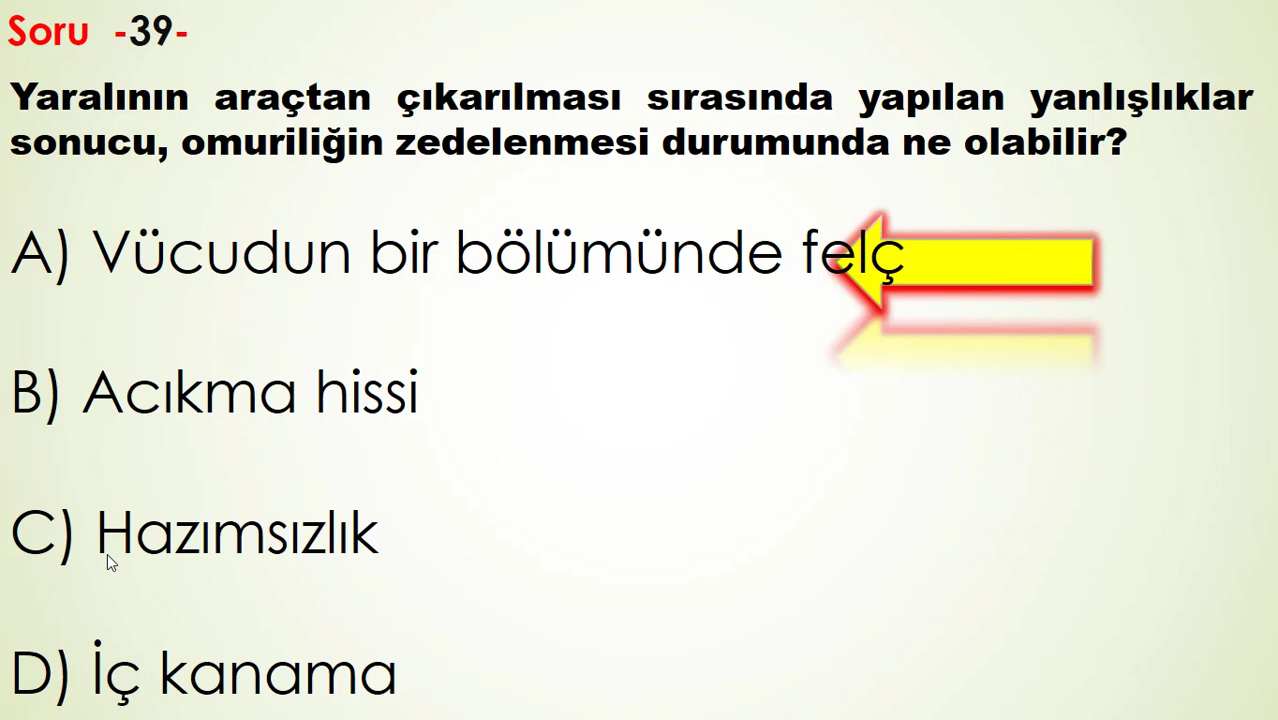 Soru -39-
Yaralının araçtan çıkarılması sırasında yapılan yanlışlıklar
sonucu, omuriliğin zedelenmesi durumunda ne olabilir?
A) Vücudun bir bölümünde felç
B) Acıkma hissi
C) Hazımsızlık
D) İç kanama